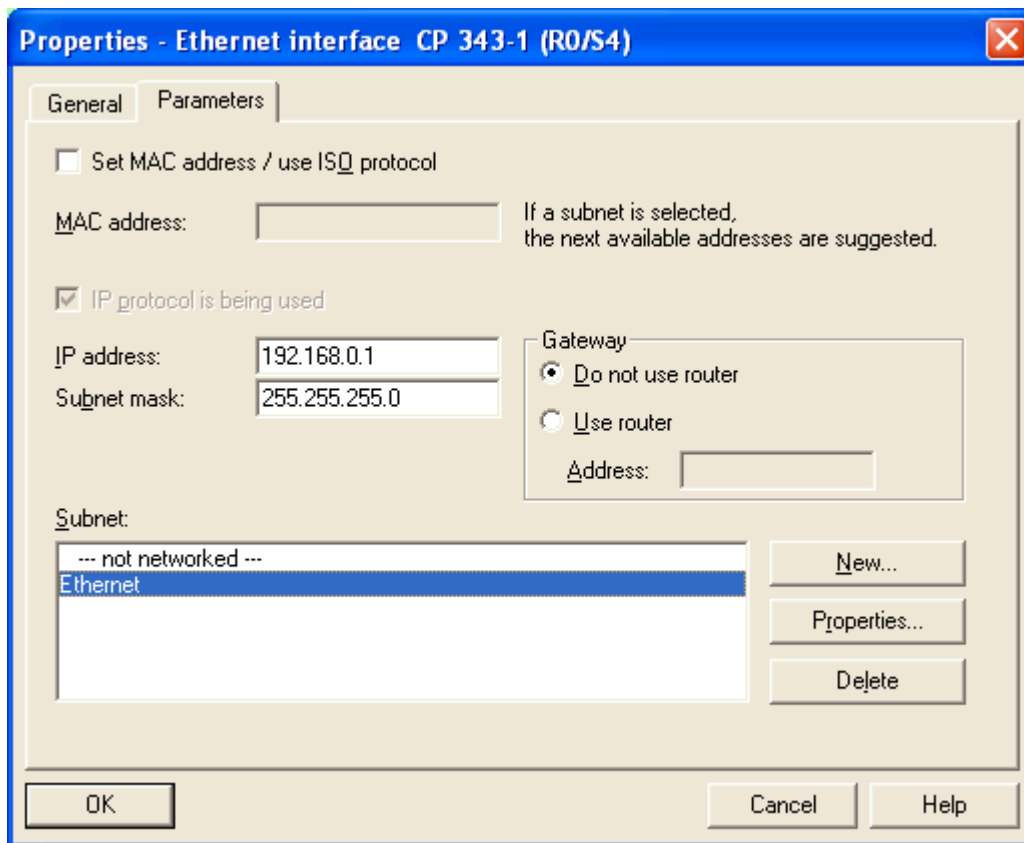 Properties - Ethernet interface CP 343-1 (R0/S4)
General
Parameters
Set MAC address / use ISO protocol
MAC address:
If a subnet is selected,
the next available addresses are suggested.
IP protocol is being used
IP address:
192.168.0.1
Subnet mask:
255.255.255.0
Gateway
Do not use router
Use router
Address:
Subnet:
--- not networked ---
Ethernet
New...
Properties...
Delete
OK
Cancel
Help